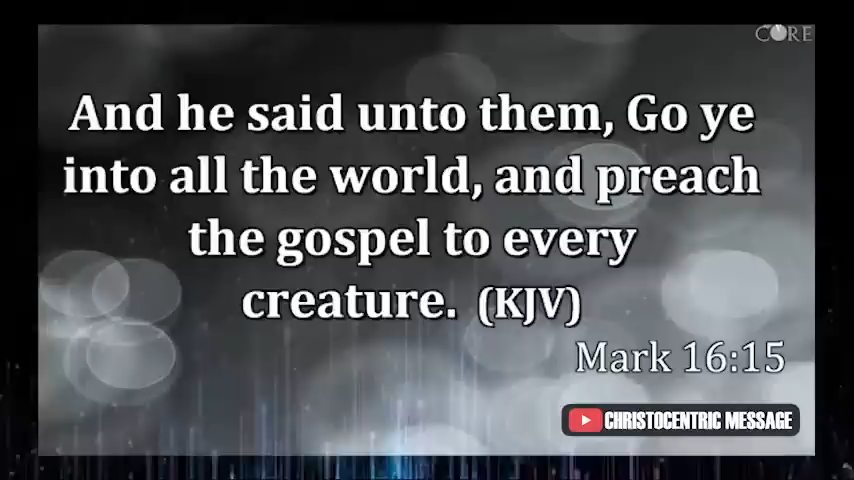 CORE
And he said unto them, Go ye
into all the world, and preach
the gospel to every
creature. (KJV)
Mark 16:15
CHRISTOCENTRIC MESSAGE